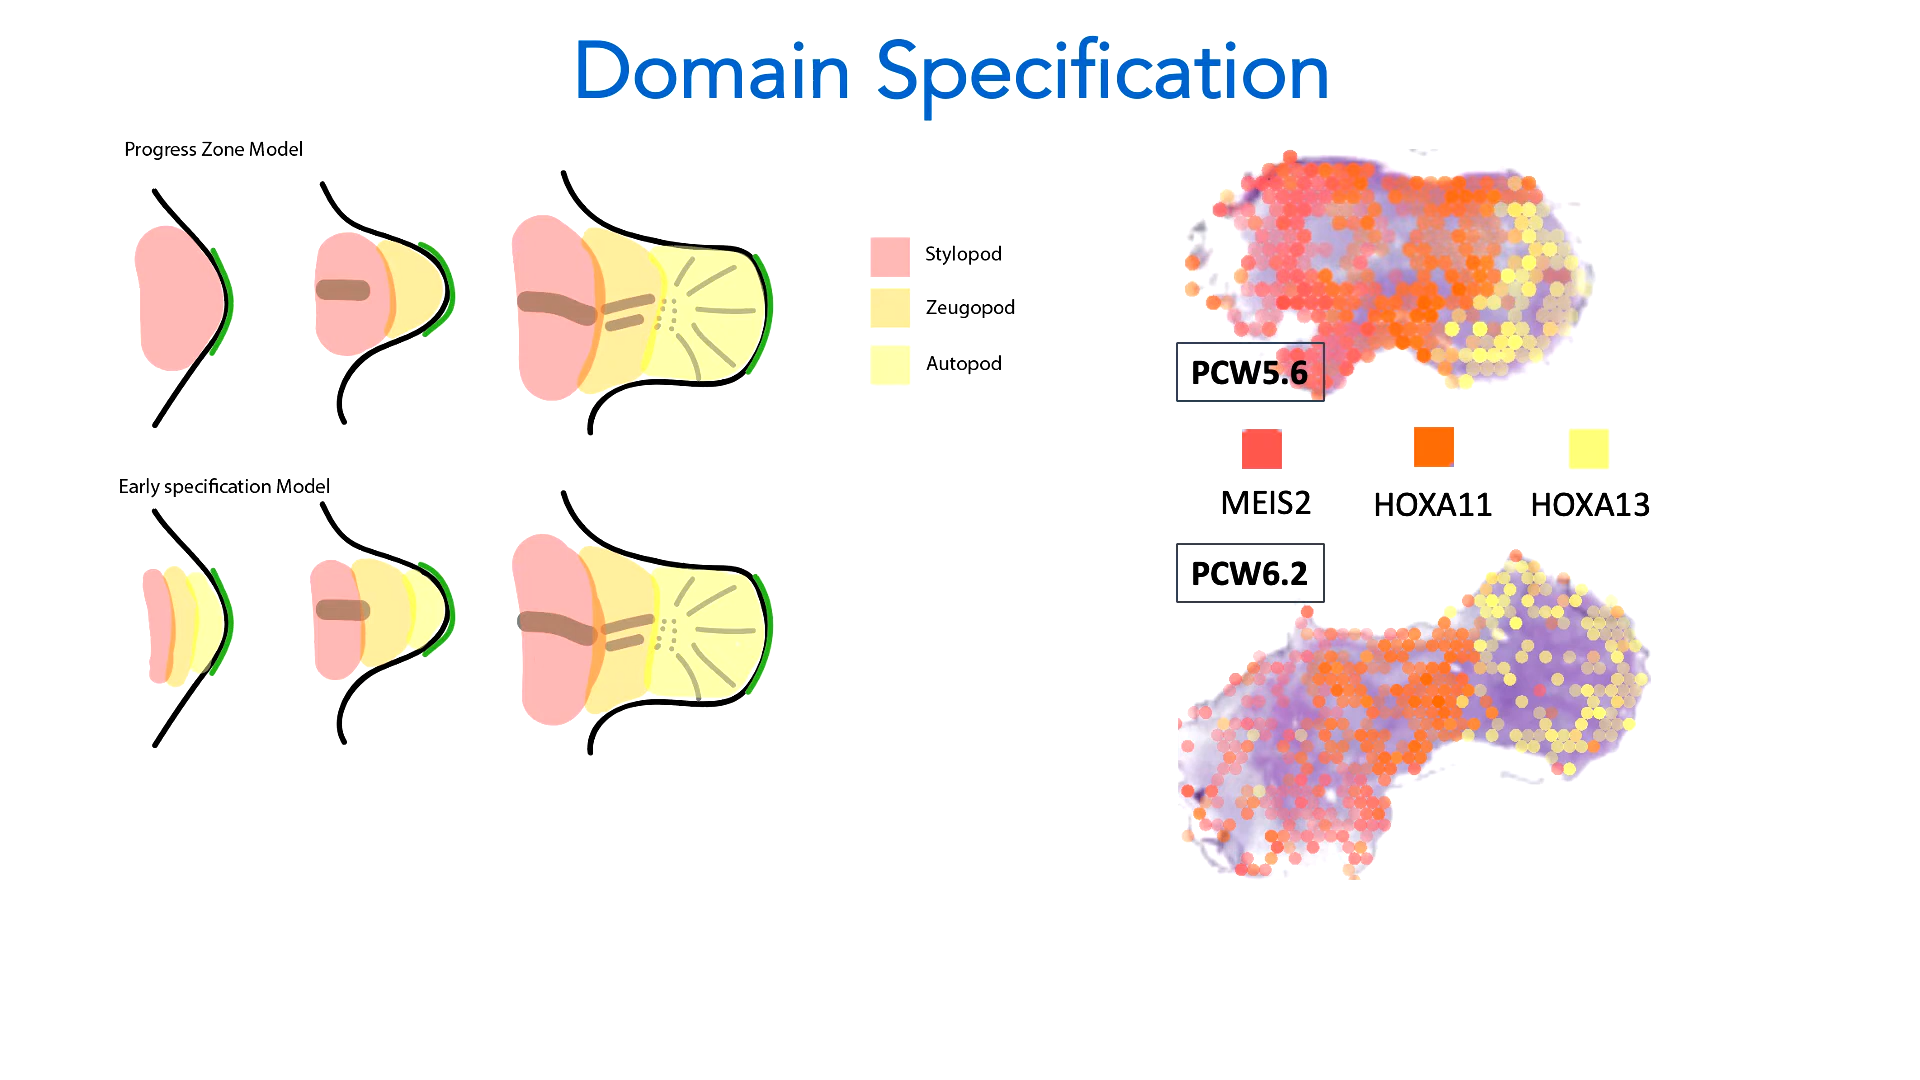 Domain Specification
Progress Zone Model
Stylopod
Zeugopod
Autopod
Early specification Model
PCW5.6
MEIS2 HOXA11 HOXA13
PCW6.2